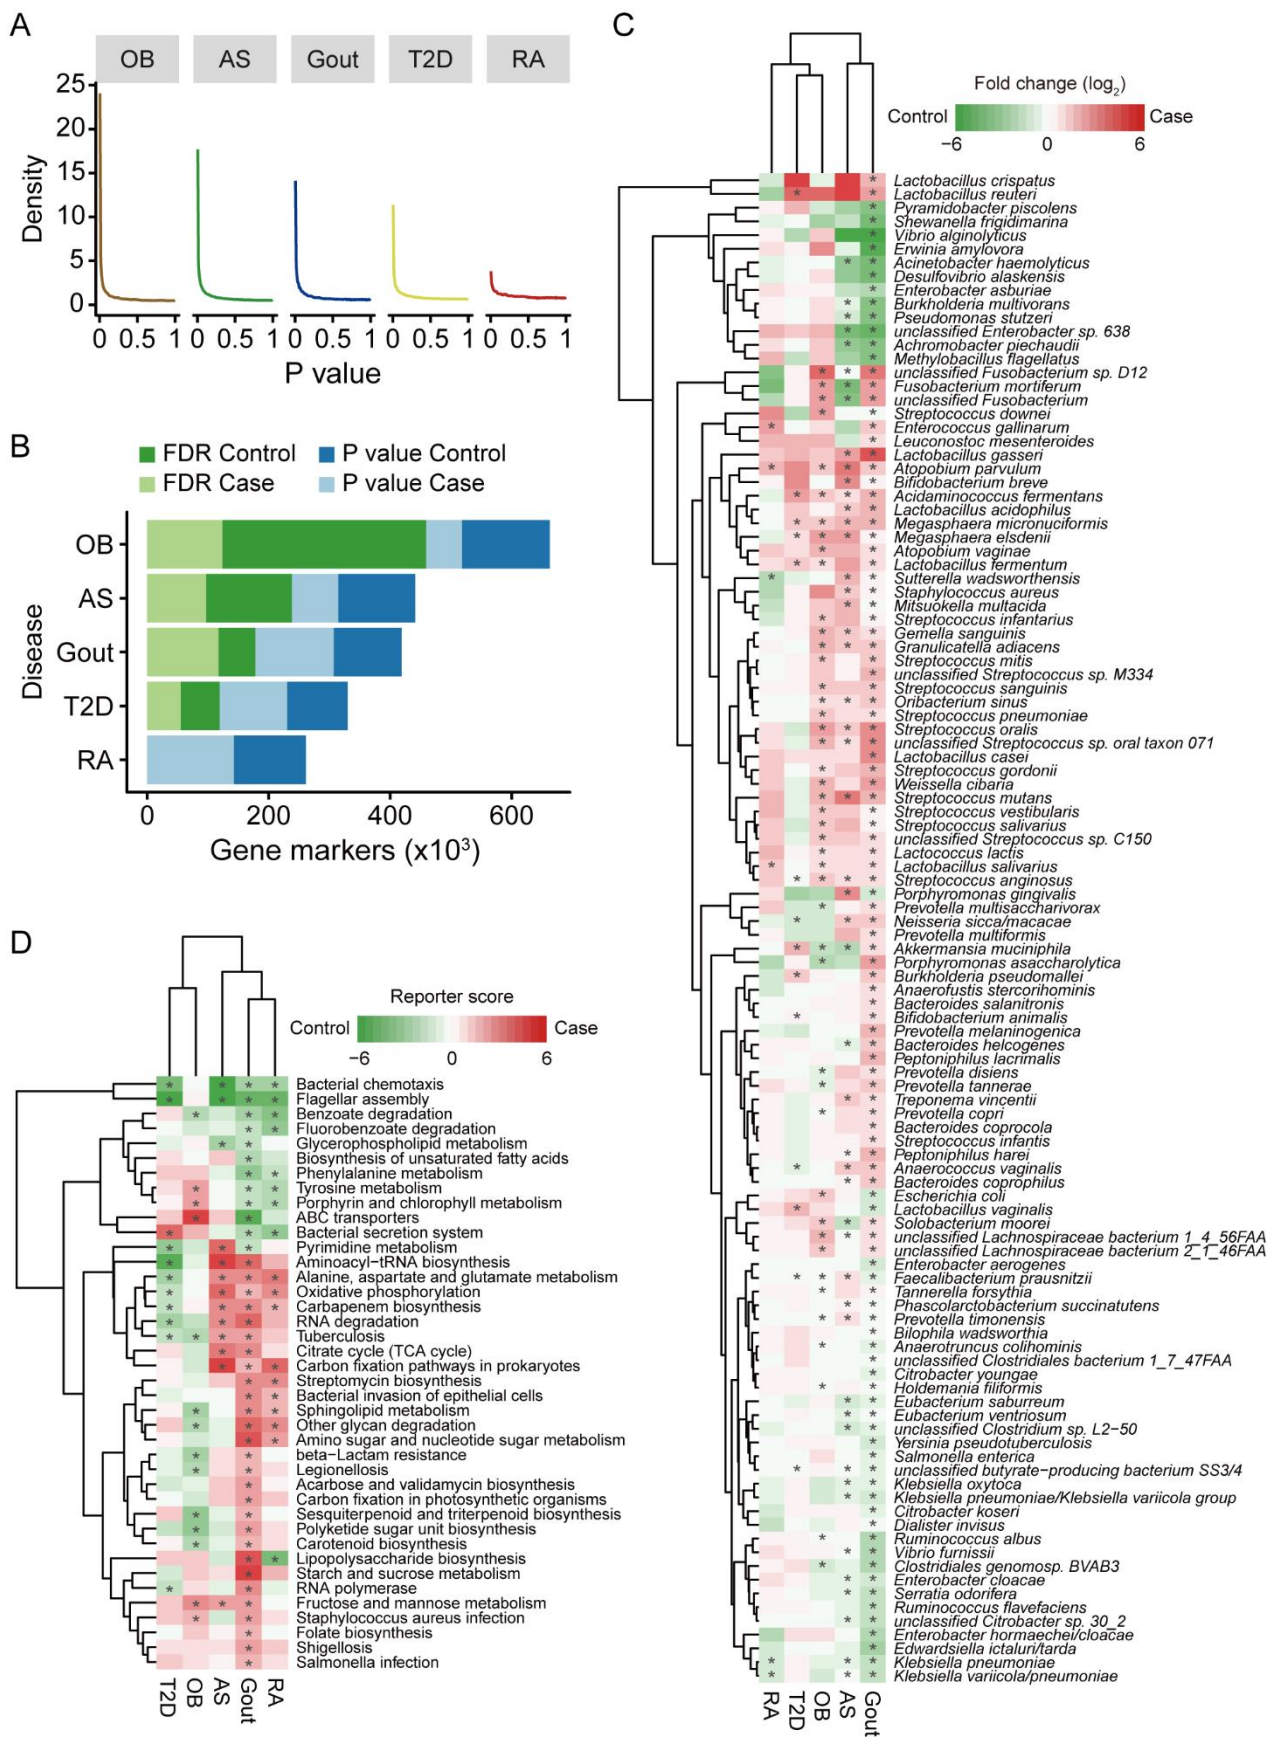 A
OB AS Gout T2D RA
25
20
15
10
5
0
Density
0 0.5 1 0 0.5 1 0 0.5 1 0 0.5 1 0 0.5 1
P value
B
FDR Control P value Control
FDR Case P value Case
OB
AS
Gout
T2D
RA
Disease
0 200 400 600
Gene markers (x10³)
C
Fold change (log₂)
Control Case
−6 0 6
Lactobacillus crispatus
Lactobacillus reuteri
Pyramidobacter piscolens
Shewanella frigidimarina
Vibrio alginolyticus
Erwinia amylovora
Acinetobacter haemolyticus
Desulfovibrio alaskensis
Enterobacter asburiae
Burkholderia multivorans
Pseudomonas stutzeri
unclassified Enterobacter sp. 638
Achromobacter piechaudii
Methylobacillus flagellatus
unclassified Fusobacterium sp. D12
Fusobacterium mortiferum
unclassified Fusobacterium
Streptococcus downei
Enterococcus gallinarum
Leuconostoc mesenteroides
Lactobacillus gasseri
Atopobium parvulum
Bifidobacterium breve
Acidaminococcus fermentans
Lactobacillus acidophilus
Megasphaera micronuciformis
Megasphaera elsdenii
Atopobium vaginae
Lactobacillus fermentum
Sutterella wadsworthensis
Staphylococcus aureus
Mitsuokella multacida
Streptococcus infantarius
Gemella sanguinis
Granulicatella adiacens
Streptococcus mitis
unclassified Streptococcus sp. M334
Streptococcus sanguinis
Oribacterium sinus
Streptococcus pneumoniae
Streptococcus oralis
unclassified Streptococcus sp. oral taxon 071
Lactobacillus casei
Streptococcus gordonii
Weissella cibaria
Streptococcus mutans
Streptococcus vestibularis
Streptococcus salivarius
unclassified Streptococcus sp. C150
Lactococcus lactis
Lactobacillus salivarius
Streptococcus anginosus
Porphyromonas gingivalis
Prevotella multisaccharivorax
Neisseria sicca/macacae
Prevotella multiformis
Akkermansia muciniphila
Porphyromonas asaccharolytica
Burkholderia pseudomallei
Anaerofustis stercorihominis
Bacteroides salanitronis
Bifidobacterium animalis
Prevotella melaninogenica
Bacteroides helcogenes
Peptoniphilus lacrimalis
Prevotella disiens
Prevotella tannerae
Treponema vincentii
Prevotella copri
Bacteroides coprocola
Streptococcus infantis
Peptoniphilus harei
Anaerococcus vaginalis
Bacteroides coprophilus
Escherichia coli
Lactobacillus vaginalis
Solobacterium moorei
unclassified Lachnospiraceae bacterium 1_4_56FAA
unclassified Lachnospiraceae bacterium 2_1_46FAA
Enterobacter aerogenes
Faecalibacterium prausnitzii
Tannerella forsythia
Phascolarctobacterium succinatutens
Prevotella timonensis
Bilophila wadsworthia
Anaerotruncus colihominis
unclassified Clostridiales bacterium 1_7_47FAA
Citrobacter youngae
Holdemania filiformis
Eubacterium saburreum
Eubacterium ventriosum
unclassified Clostridium sp. L2−50
Yersinia pseudotuberculosis
Salmonella enterica
unclassified butyrate−producing bacterium SS3/4
Klebsiella oxytoca
Klebsiella pneumoniae/Klebsiella variicola group
Citrobacter koseri
Dialister invisus
Ruminococcus albus
Vibrio furnissii
Clostridiales genomosp. BVAB3
Enterobacter cloacae
Serratia odorifera
Ruminococcus flavefaciens
unclassified Citrobacter sp. 30_2
Enterobacter hormaechei/cloacae
Edwardsiella ictaluri/tarda
Klebsiella pneumoniae
Klebsiella variicola/pneumoniae
RA T2D OB AS Gout
D
Reporter score
Control Case
−6 0 6
Bacterial chemotaxis
Flagellar assembly
Benzoate degradation
Fluorobenzoate degradation
Glycerophospholipid metabolism
Biosynthesis of unsaturated fatty acids
Phenylalanine metabolism
Tyrosine metabolism
Porphyrin and chlorophyll metabolism
ABC transporters
Bacterial secretion system
Pyrimidine metabolism
Aminoacyl−tRNA biosynthesis
Alanine, aspartate and glutamate metabolism
Oxidative phosphorylation
Carbapenem biosynthesis
RNA degradation
Tuberculosis
Citrate cycle (TCA cycle)
Carbon fixation pathways in prokaryotes
Streptomycin biosynthesis
Bacterial invasion of epithelial cells
Sphingolipid metabolism
Other glycan degradation
Amino sugar and nucleotide sugar metabolism
beta−Lactam resistance
Legionellosis
Acarbose and validamycin biosynthesis
Carbon fixation in photosynthetic organisms
Sesquiterpenoid and triterpenoid biosynthesis
Polyketide sugar unit biosynthesis
Carotenoid biosynthesis
Lipopolysaccharide biosynthesis
Starch and sucrose metabolism
RNA polymerase
Fructose and mannose metabolism
Staphylococcus aureus infection
Folate biosynthesis
Shigellosis
Salmonella infection
T2D OB AS Gout RA